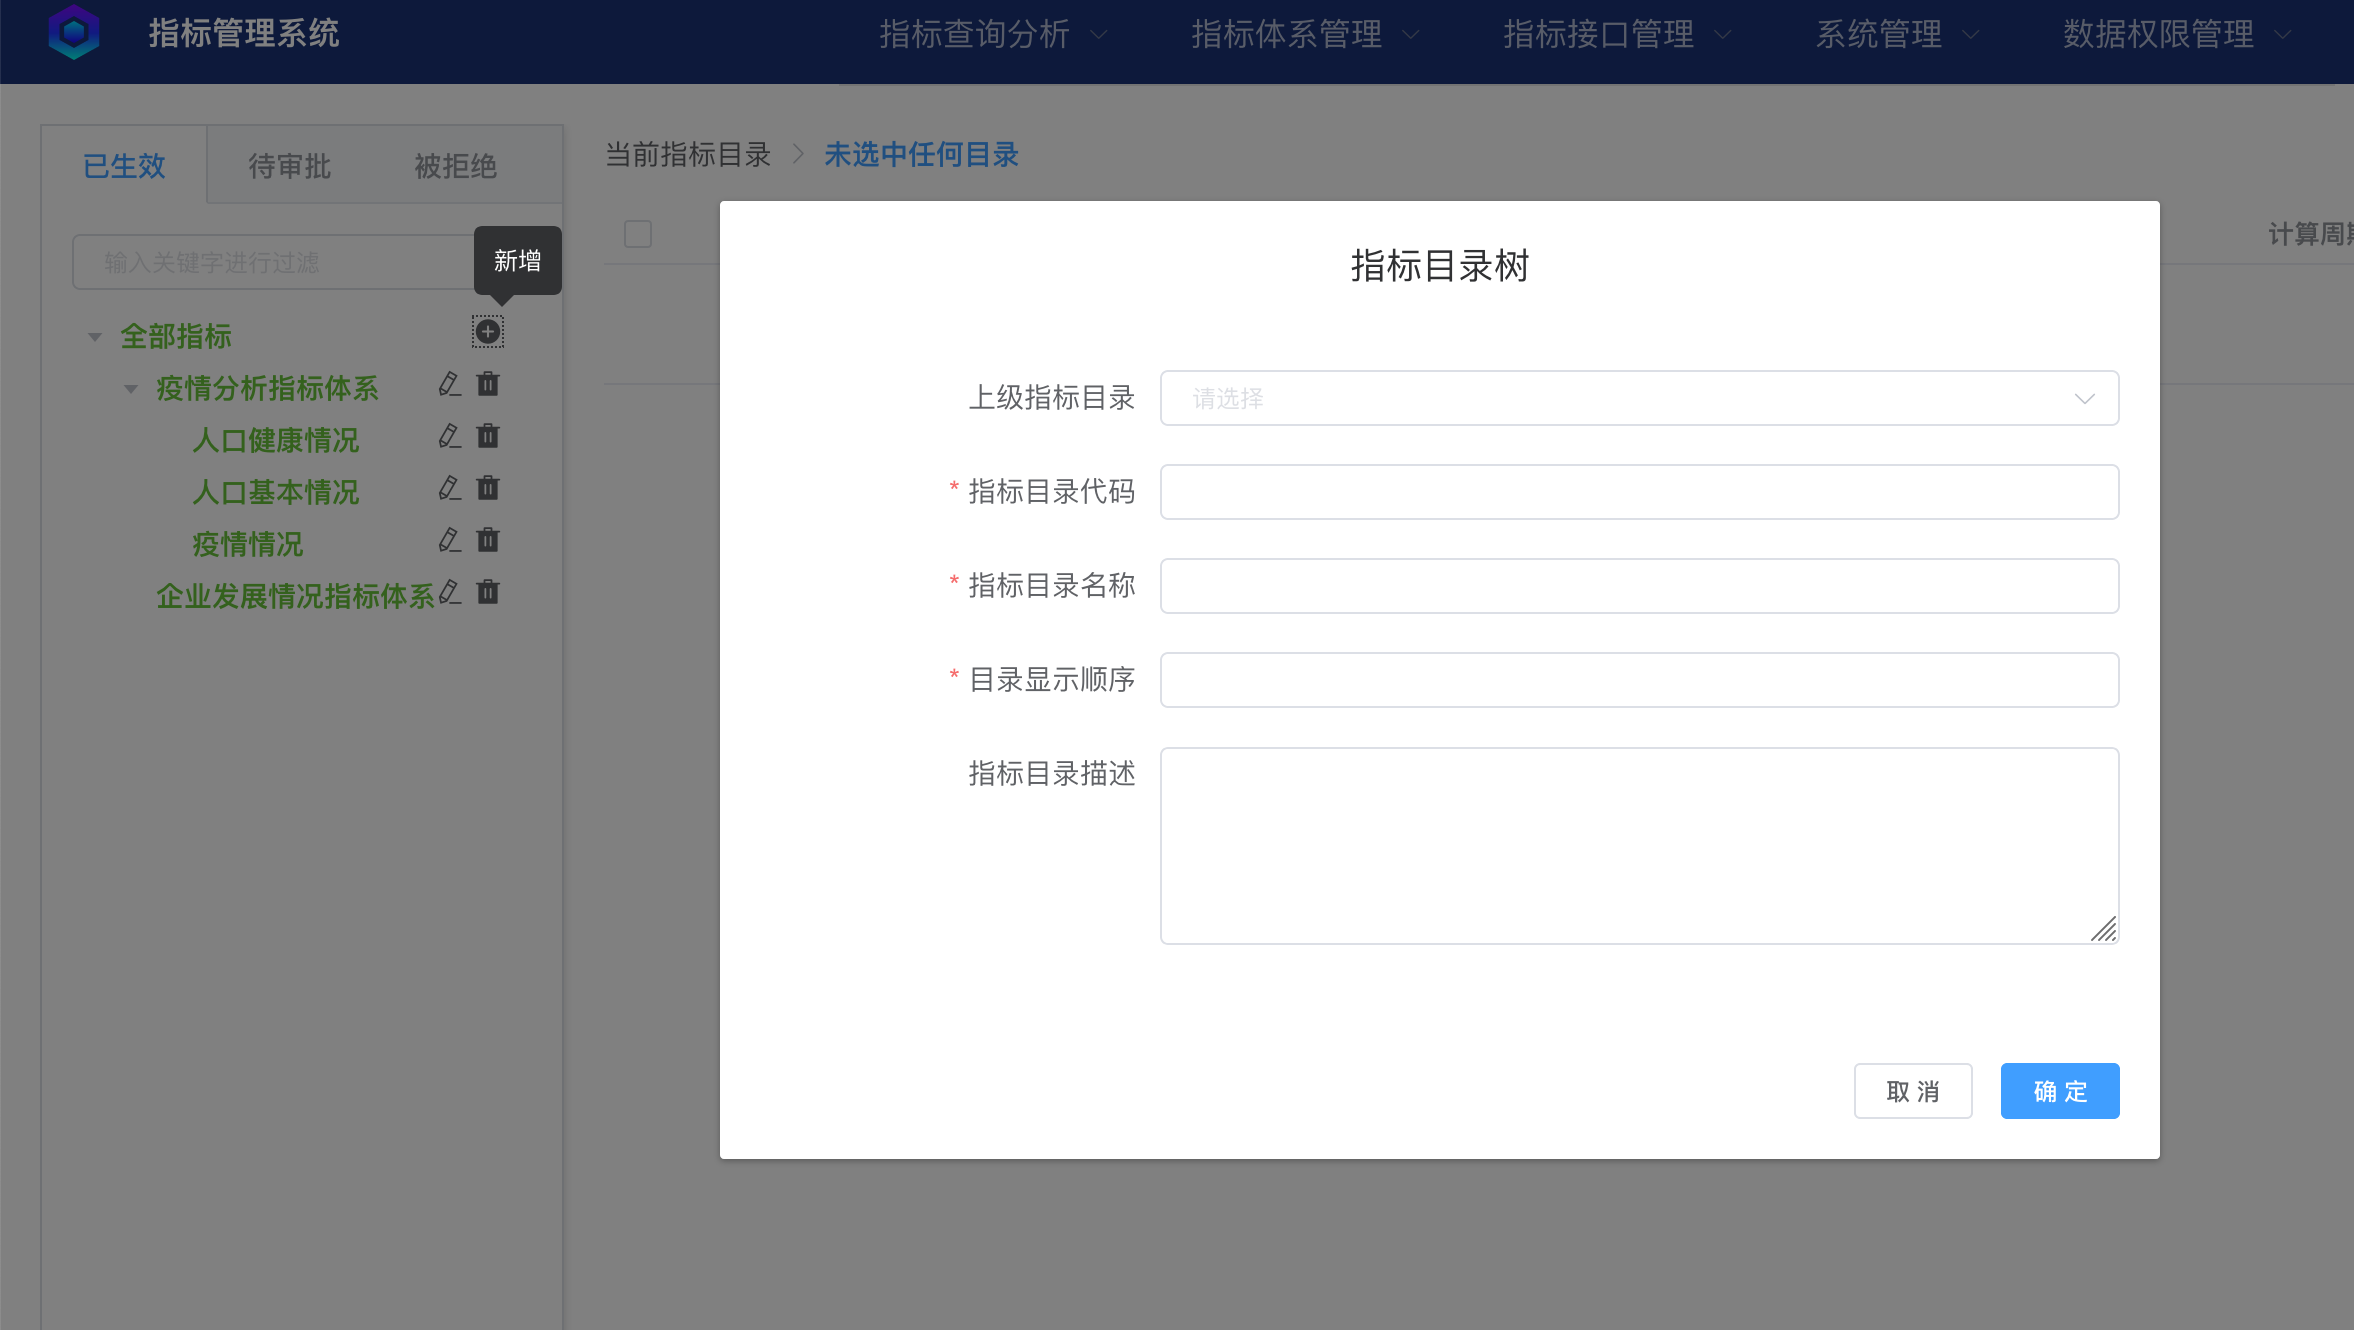 指标管理系统
指标查询分析
指标体系管理
指标接口管理
系统管理
数据权限管理
已生效
待审批
被拒绝
当前指标目录
未选中任何目录
计算周期
输入关键字进行过滤
新增
全部指标
疫情分析指标体系
人口健康情况
人口基本情况
疫情情况
企业发展情况指标体系
指标目录树
上级指标目录
请选择
* 指标目录代码
* 指标目录名称
* 目录显示顺序
指标目录描述
取 消
确 定